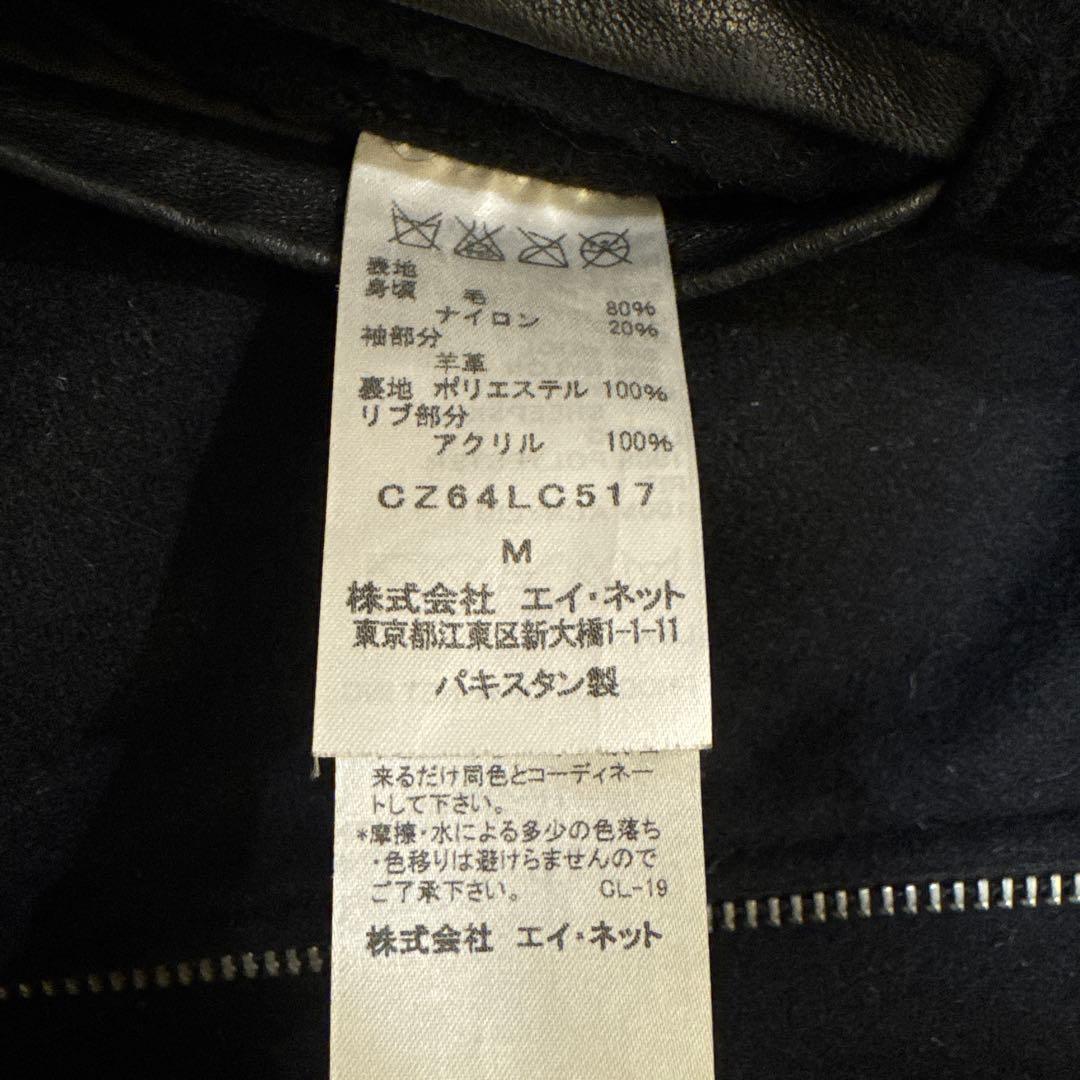 表地
身頃 毛 80%
ナイロン 20%
袖部分
羊革
裏地 ポリエステル 100%
リブ部分
アクリル 100%
CZ64LC517
M
株式会社 エイ・ネット
東京都江東区新大橋1-1-11
パキスタン製
来るだけ同色とコーディネー
トして下さい。
*摩擦・水による多少の色落ち
・色移りは避けらませんので
ご了承下さい。 CL-19
株式会社 エイ・ネット